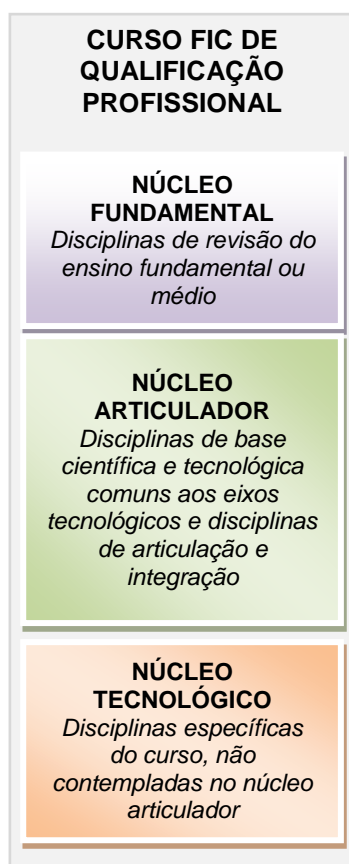 CURSO FIC DE
QUALIFICAÇÃO
PROFISSIONAL
NÚCLEO
FUNDAMENTAL
Disciplinas de revisão do
ensino fundamental ou
médio
NÚCLEO
ARTICULADOR
Disciplinas de base
científica e tecnológica
comuns aos eixos
tecnológicos e disciplinas
de articulação e
integração
NÚCLEO
TECNOLÓGICO
Disciplinas específicas
do curso, não
contempladas no núcleo
articulador